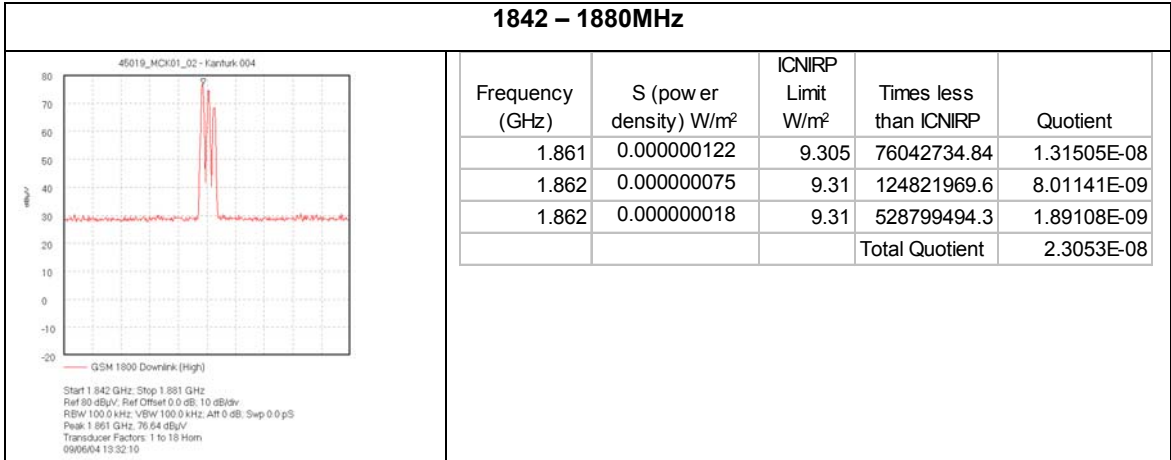 1842 – 1880MHz
45019_MCK01_02 - Kanturk 004
80
70
60
50
40
30
20
10
0
-10
-20
dBµV
GSM 1800 Downlink (High)
Start 1.842 GHz; Stop 1.881 GHz
Ref 80 dBµV; Ref Offset 0.0 dB; 10 dB/div
RBW 100.0 kHz; VBW 100.0 kHz; Att 0 dB; Swp 0.0 pS
Peak 1.861 GHz, 76.64 dBµV
Transducer Factors: 1 to 18 Horn
09/06/04 13:32:10
Frequency (GHz) S (power density) W/m² ICNIRP Limit W/m² Times less than ICNIRP Quotient
1.861 0.000000122 9.305 76042734.84 1.31505E-08
1.862 0.000000075 9.31 124821969.6 8.01141E-09
1.862 0.000000018 9.31 528799494.3 1.89108E-09
Total Quotient 2.3053E-08